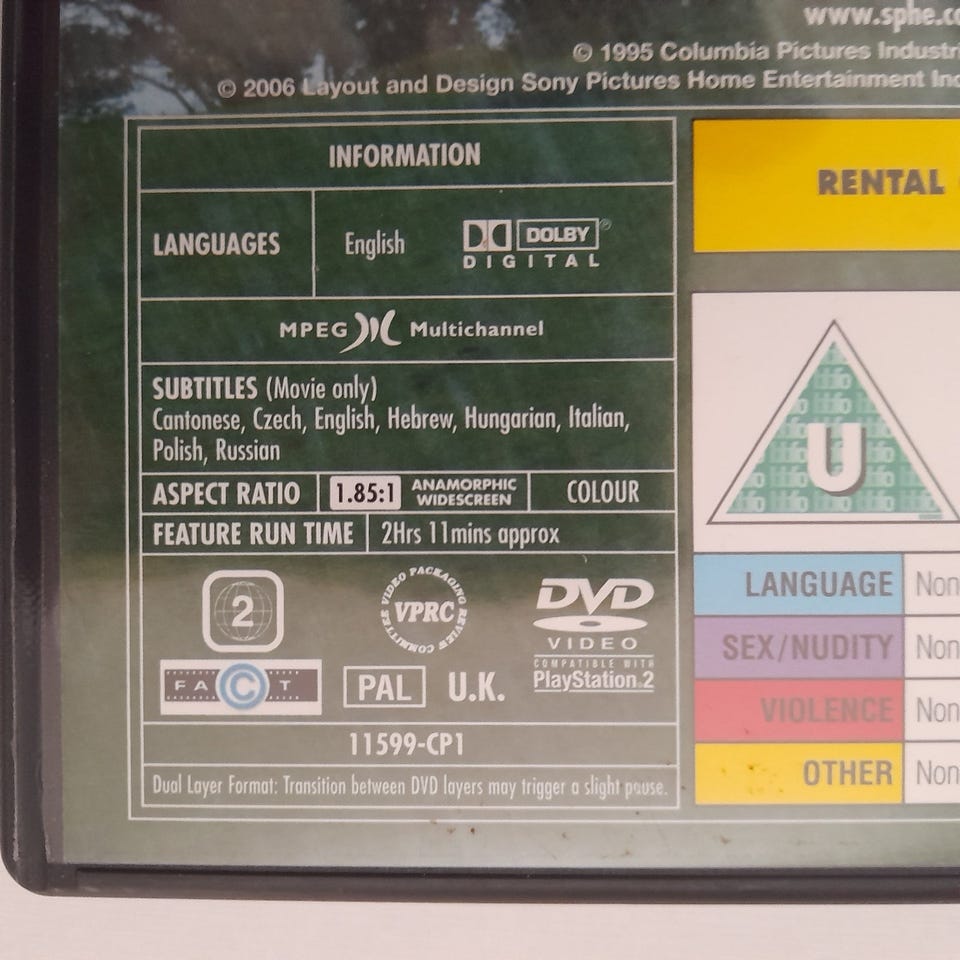 www.sphe.co
© 1995 Columbia Pictures Industri
© 2006 Layout and Design Sony Pictures Home Entertainment Inc
INFORMATION
LANGUAGES
English
DOLBY
DIGITAL
MPEG Multichannel
SUBTITLES (Movie only)
Cantonese, Czech, English, Hebrew, Hungarian, Italian,
Polish, Russian
ASPECT RATIO
1.85:1
ANAMORPHIC
WIDESCREEN
COLOUR
FEATURE RUN TIME
2Hrs 11mins approx
2
VIDEO PACKAGING REVIEW COMMITTEE
VPRC
DVD
VIDEO
COMPATIBLE WITH
PlayStation.2
FACT
PAL
U.K.
11599-CP1
Dual Layer Format: Transition between DVD layers may trigger a slight pause.
RENTAL
U
LANGUAGE Non
SEX/NUDITY Non
VIOLENCE Non
OTHER Non